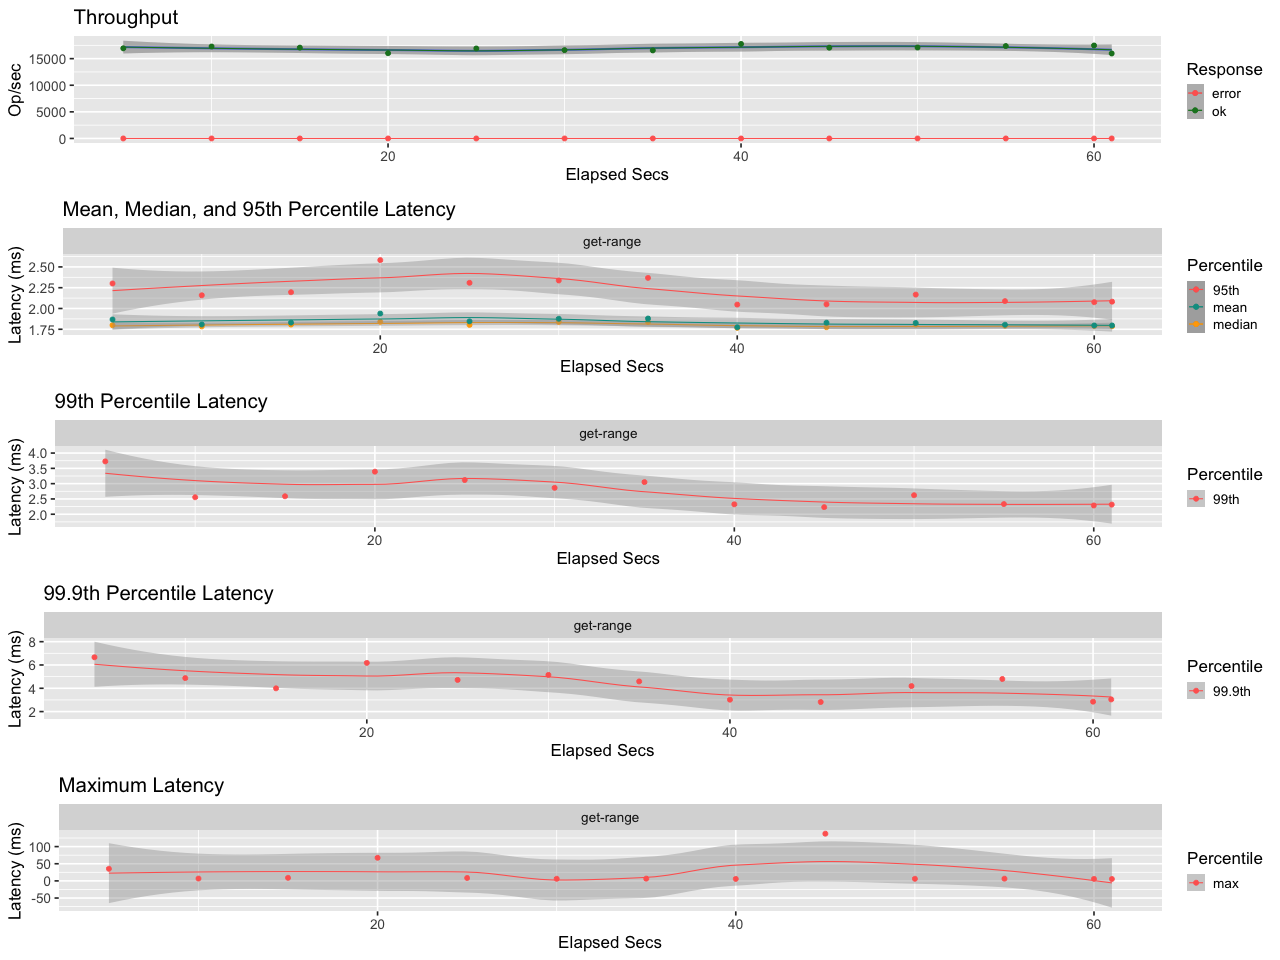 Throughput
Op/sec
15000
10000
5000
0
20 40 60
Elapsed Secs
Response
error
ok
Mean, Median, and 95th Percentile Latency
get-range
Latency (ms)
2.50
2.25
2.00
1.75
20 40 60
Elapsed Secs
Percentile
95th
mean
median
99th Percentile Latency
get-range
Latency (ms)
4.0
3.5
3.0
2.5
2.0
20 40 60
Elapsed Secs
Percentile
99th
99.9th Percentile Latency
get-range
Latency (ms)
8
6
4
2
20 40 60
Elapsed Secs
Percentile
99.9th
Maximum Latency
get-range
Latency (ms)
100
50
0
-50
20 40 60
Elapsed Secs
Percentile
max